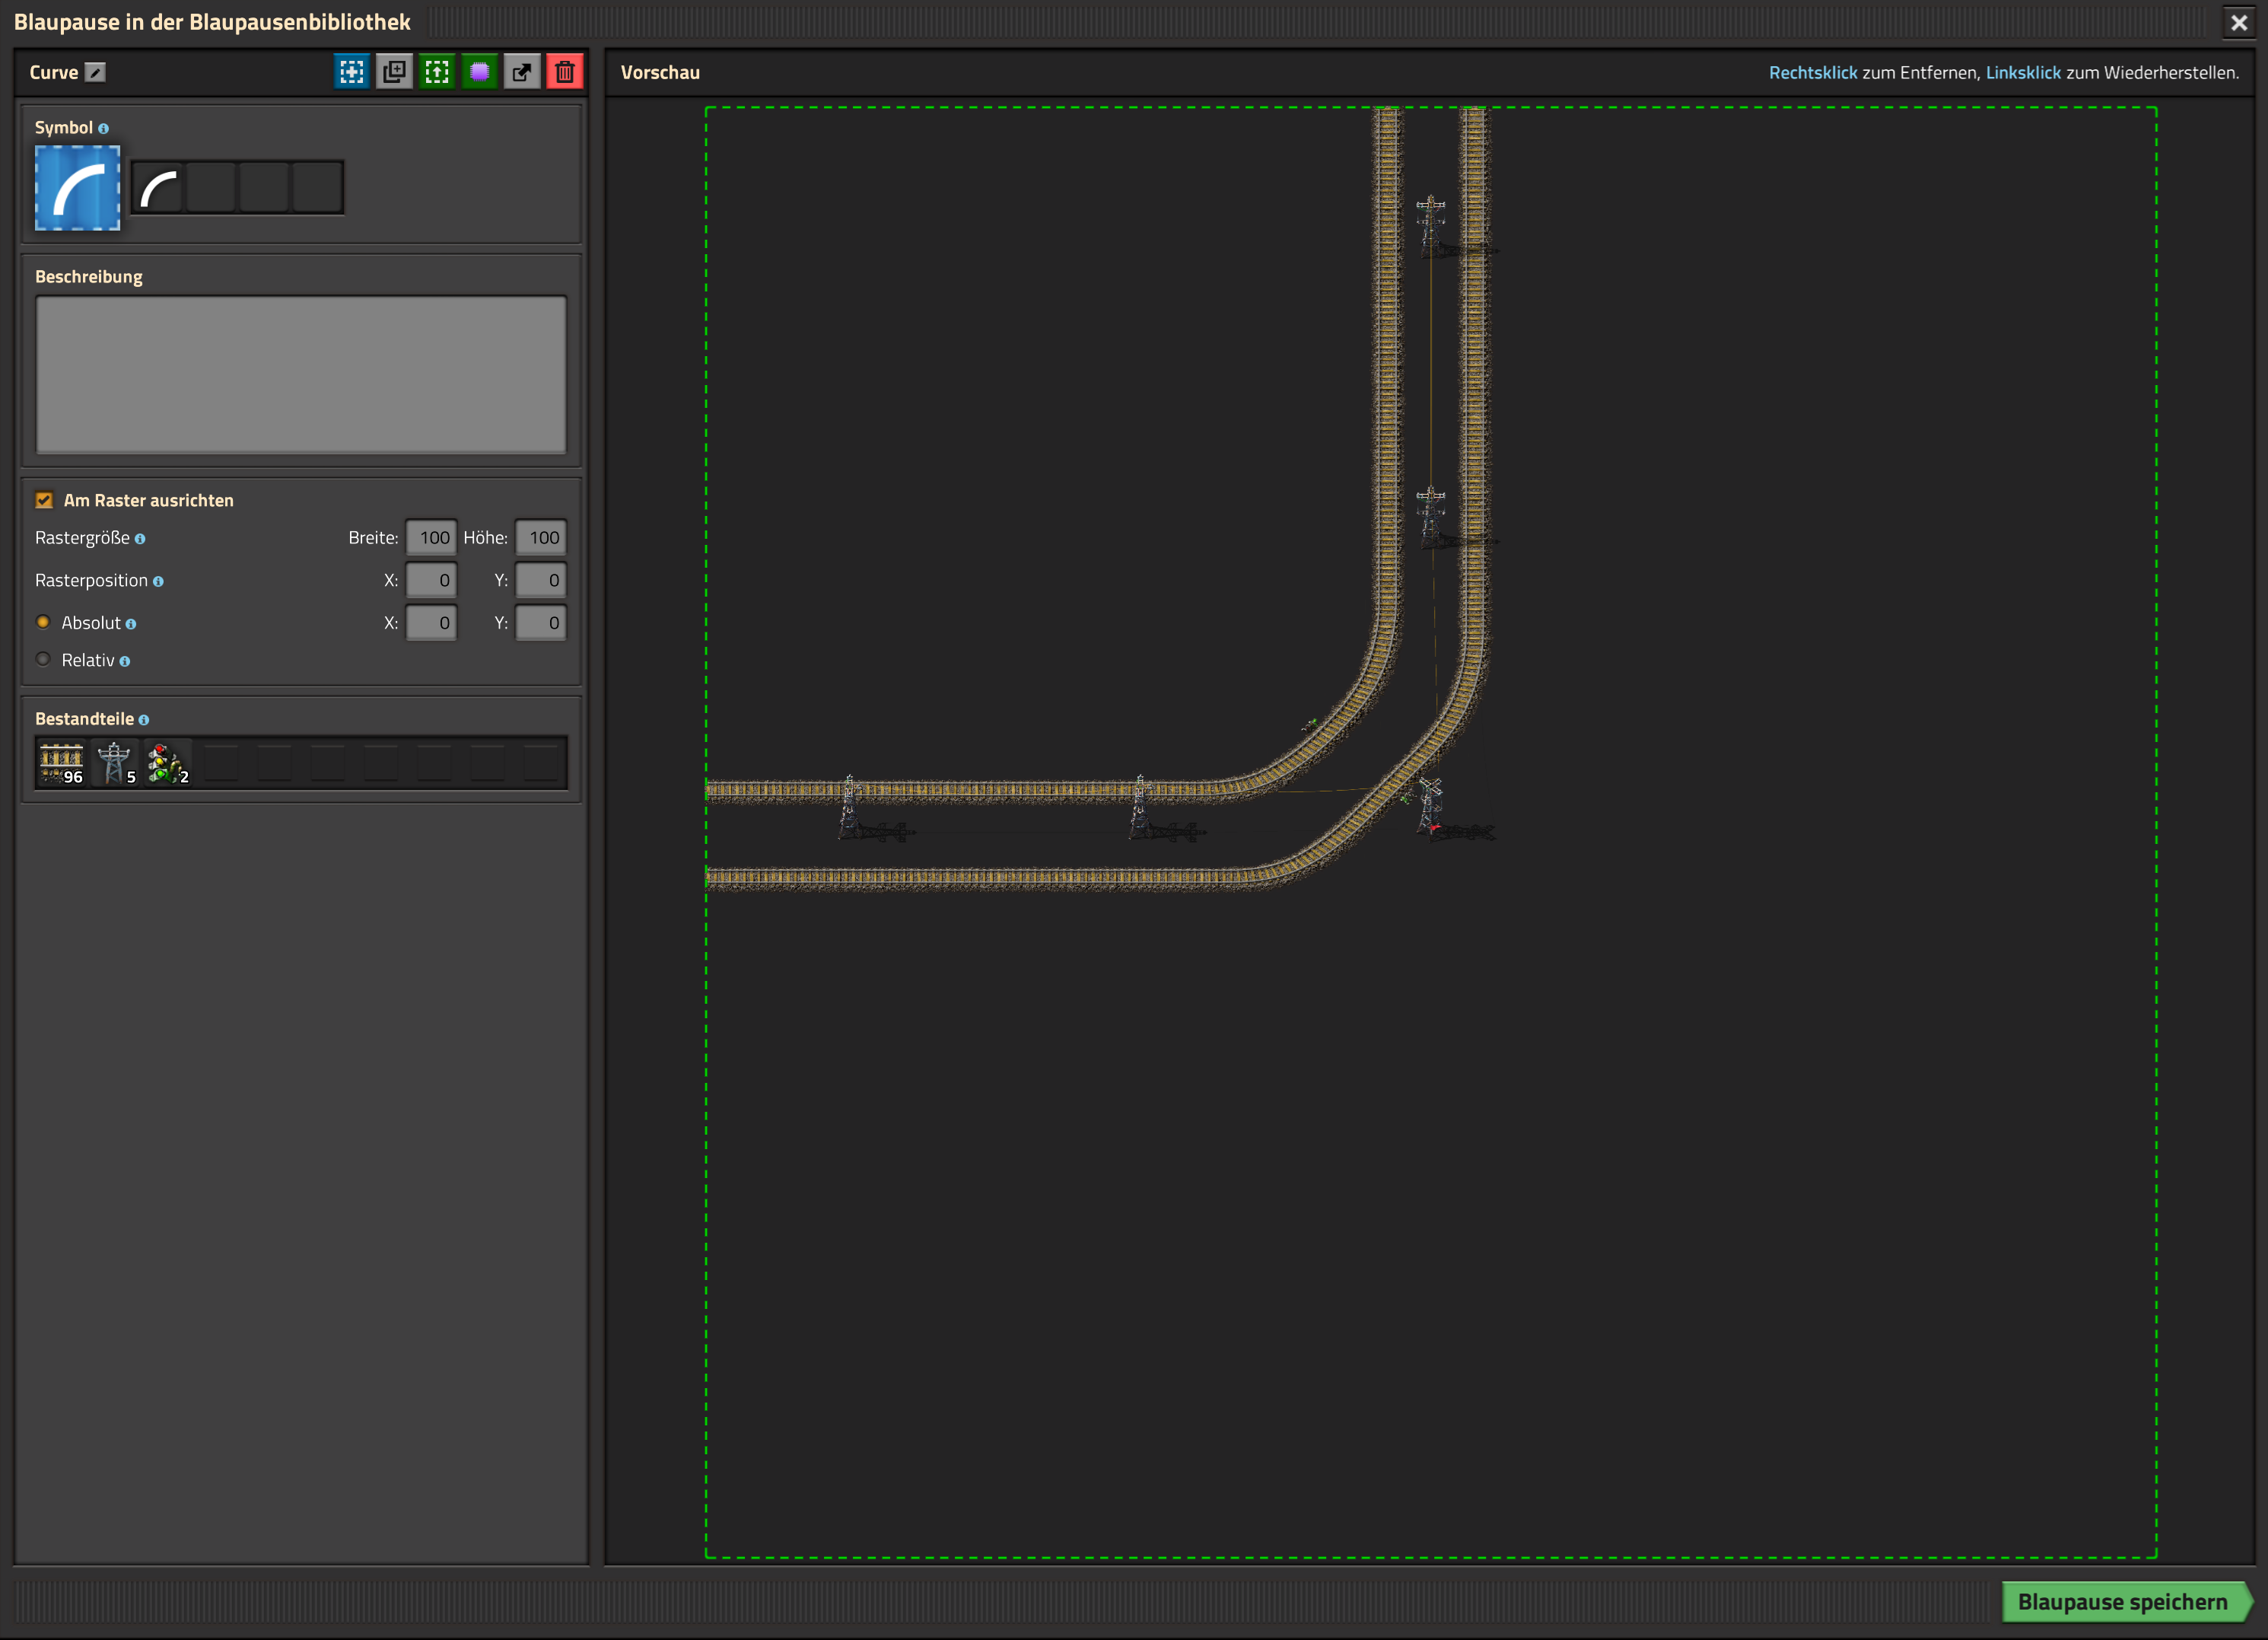 Blaupause in der Blaupausenbibliothek
Curve
Vorschau
Rechtsklick zum Entfernen, Linksklick zum Wiederherstellen.
Symbol
Beschreibung
Am Raster ausrichten
Rastergröße Breite: 100 Höhe: 100
Rasterposition X: 0 Y: 0
Absolut X: 0 Y: 0
Relativ
Bestandteile
96 5 2
Blaupause speichern